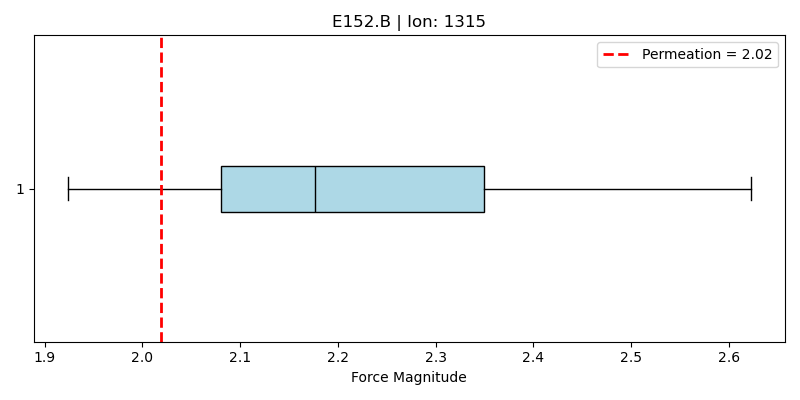 E152.B | Ion: 1315
Permeation = 2.02
1
1.9 2.0 2.1 2.2 2.3 2.4 2.5 2.6
Force Magnitude